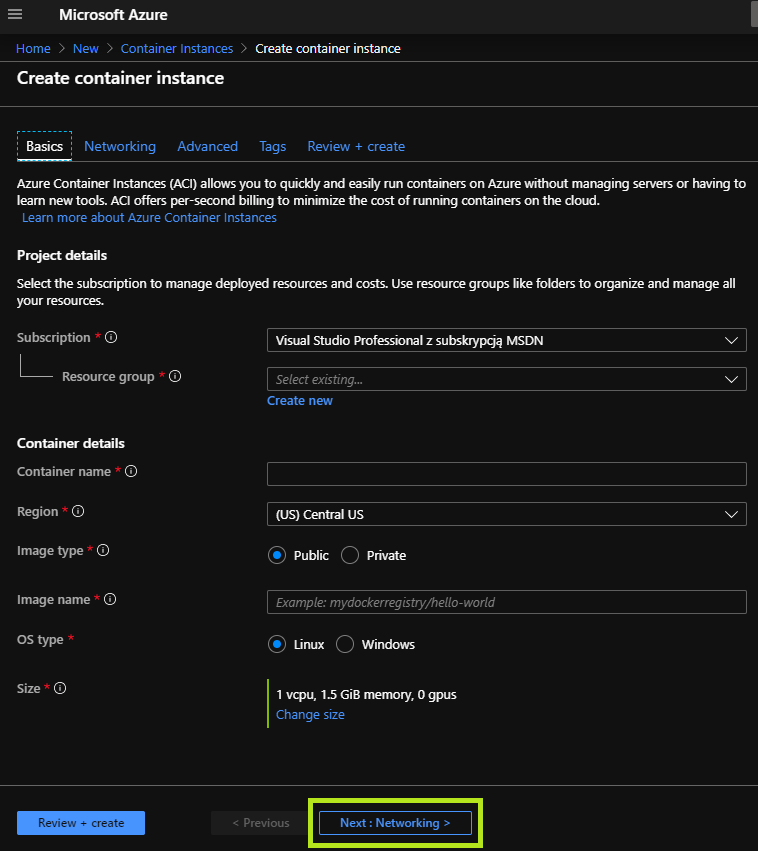 Microsoft Azure
Home > New > Container Instances > Create container instance
Create container instance
Basics Networking Advanced Tags Review + create
Azure Container Instances (ACI) allows you to quickly and easily run containers on Azure without managing servers or having to
learn new tools. ACI offers per-second billing to minimize the cost of running containers on the cloud.
Learn more about Azure Container Instances
Project details
Select the subscription to manage deployed resources and costs. Use resource groups like folders to organize and manage all
your resources.
Subscription *
Visual Studio Professional z subskrypcją MSDN
Resource group *
Select existing...
Create new
Container details
Container name *
Region *
(US) Central US
Image type *
Public Private
Image name *
Example: mydockerregistry/hello-world
OS type *
Linux Windows
Size *
1 vcpu, 1.5 GiB memory, 0 gpus
Change size
Review + create < Previous Next : Networking >